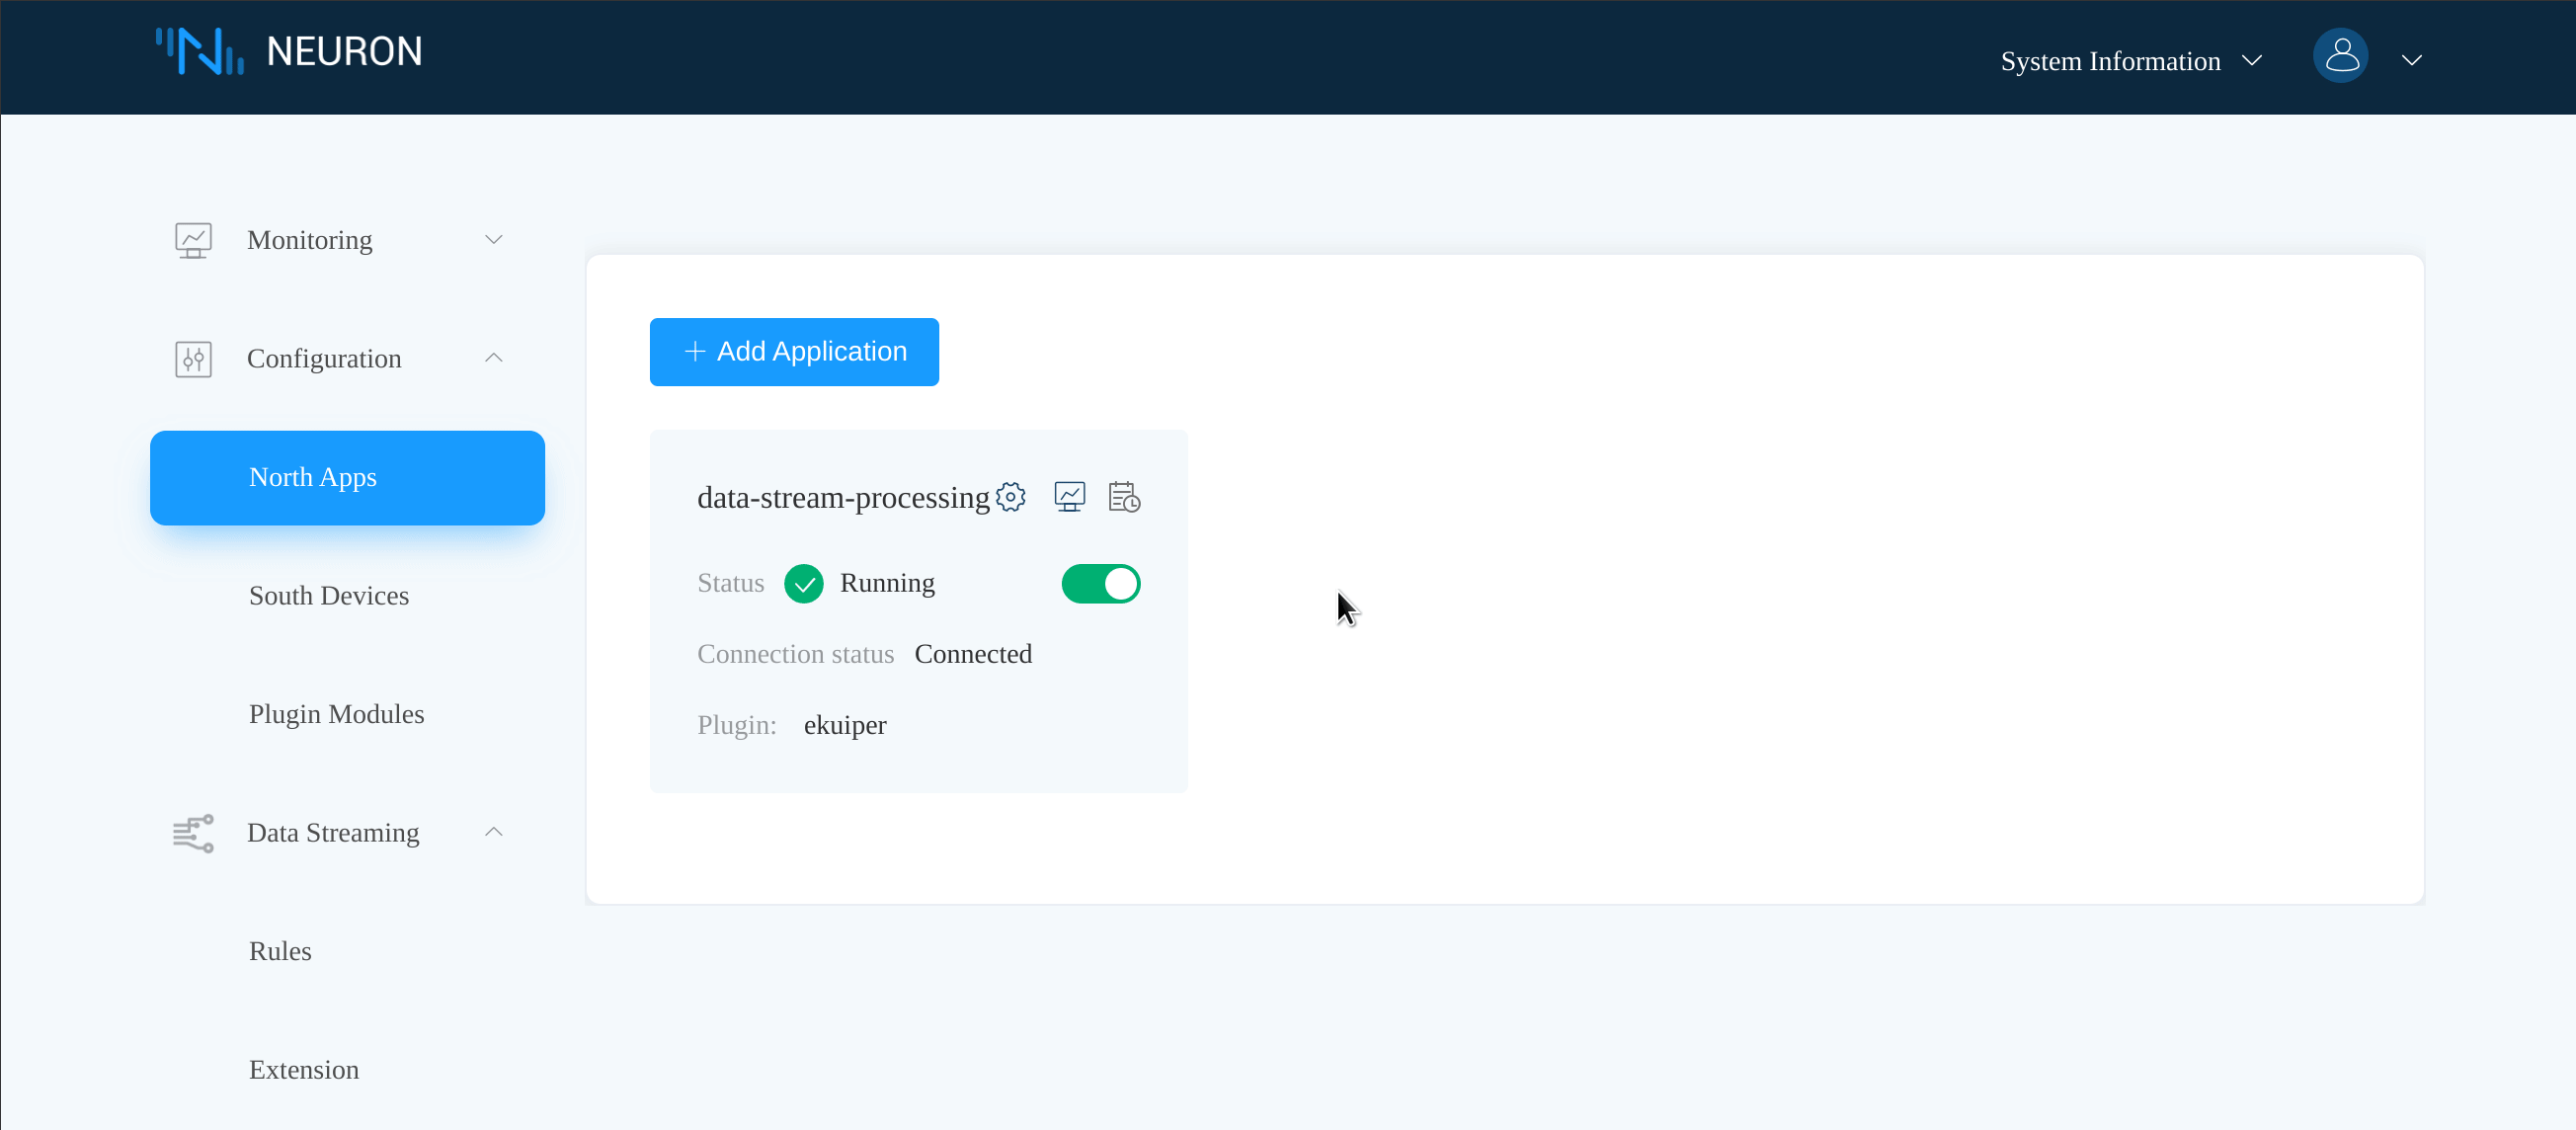 NEURON
System Information
Monitoring
Configuration
North Apps
South Devices
Plugin Modules
Data Streaming
Rules
Extension
Add Application
data-stream-processing
Status Running
Connection status Connected
Plugin: ekuiper